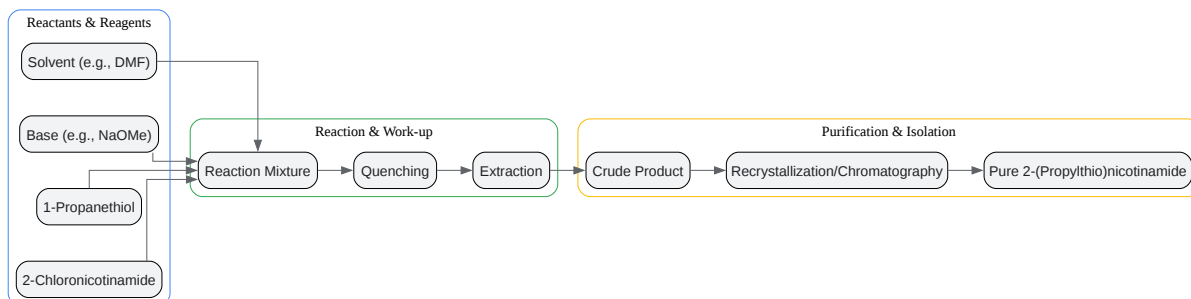 Reactants & Reagents
Solvent (e.g., DMF)
Base (e.g., NaOMe)
1-Propanethiol
2-Chloronicotinamide
Reaction & Work-up
Reaction Mixture
Quenching
Extraction
Purification & Isolation
Crude Product
Recrystallization/Chromatography
Pure 2-(Propylthio)nicotinamide